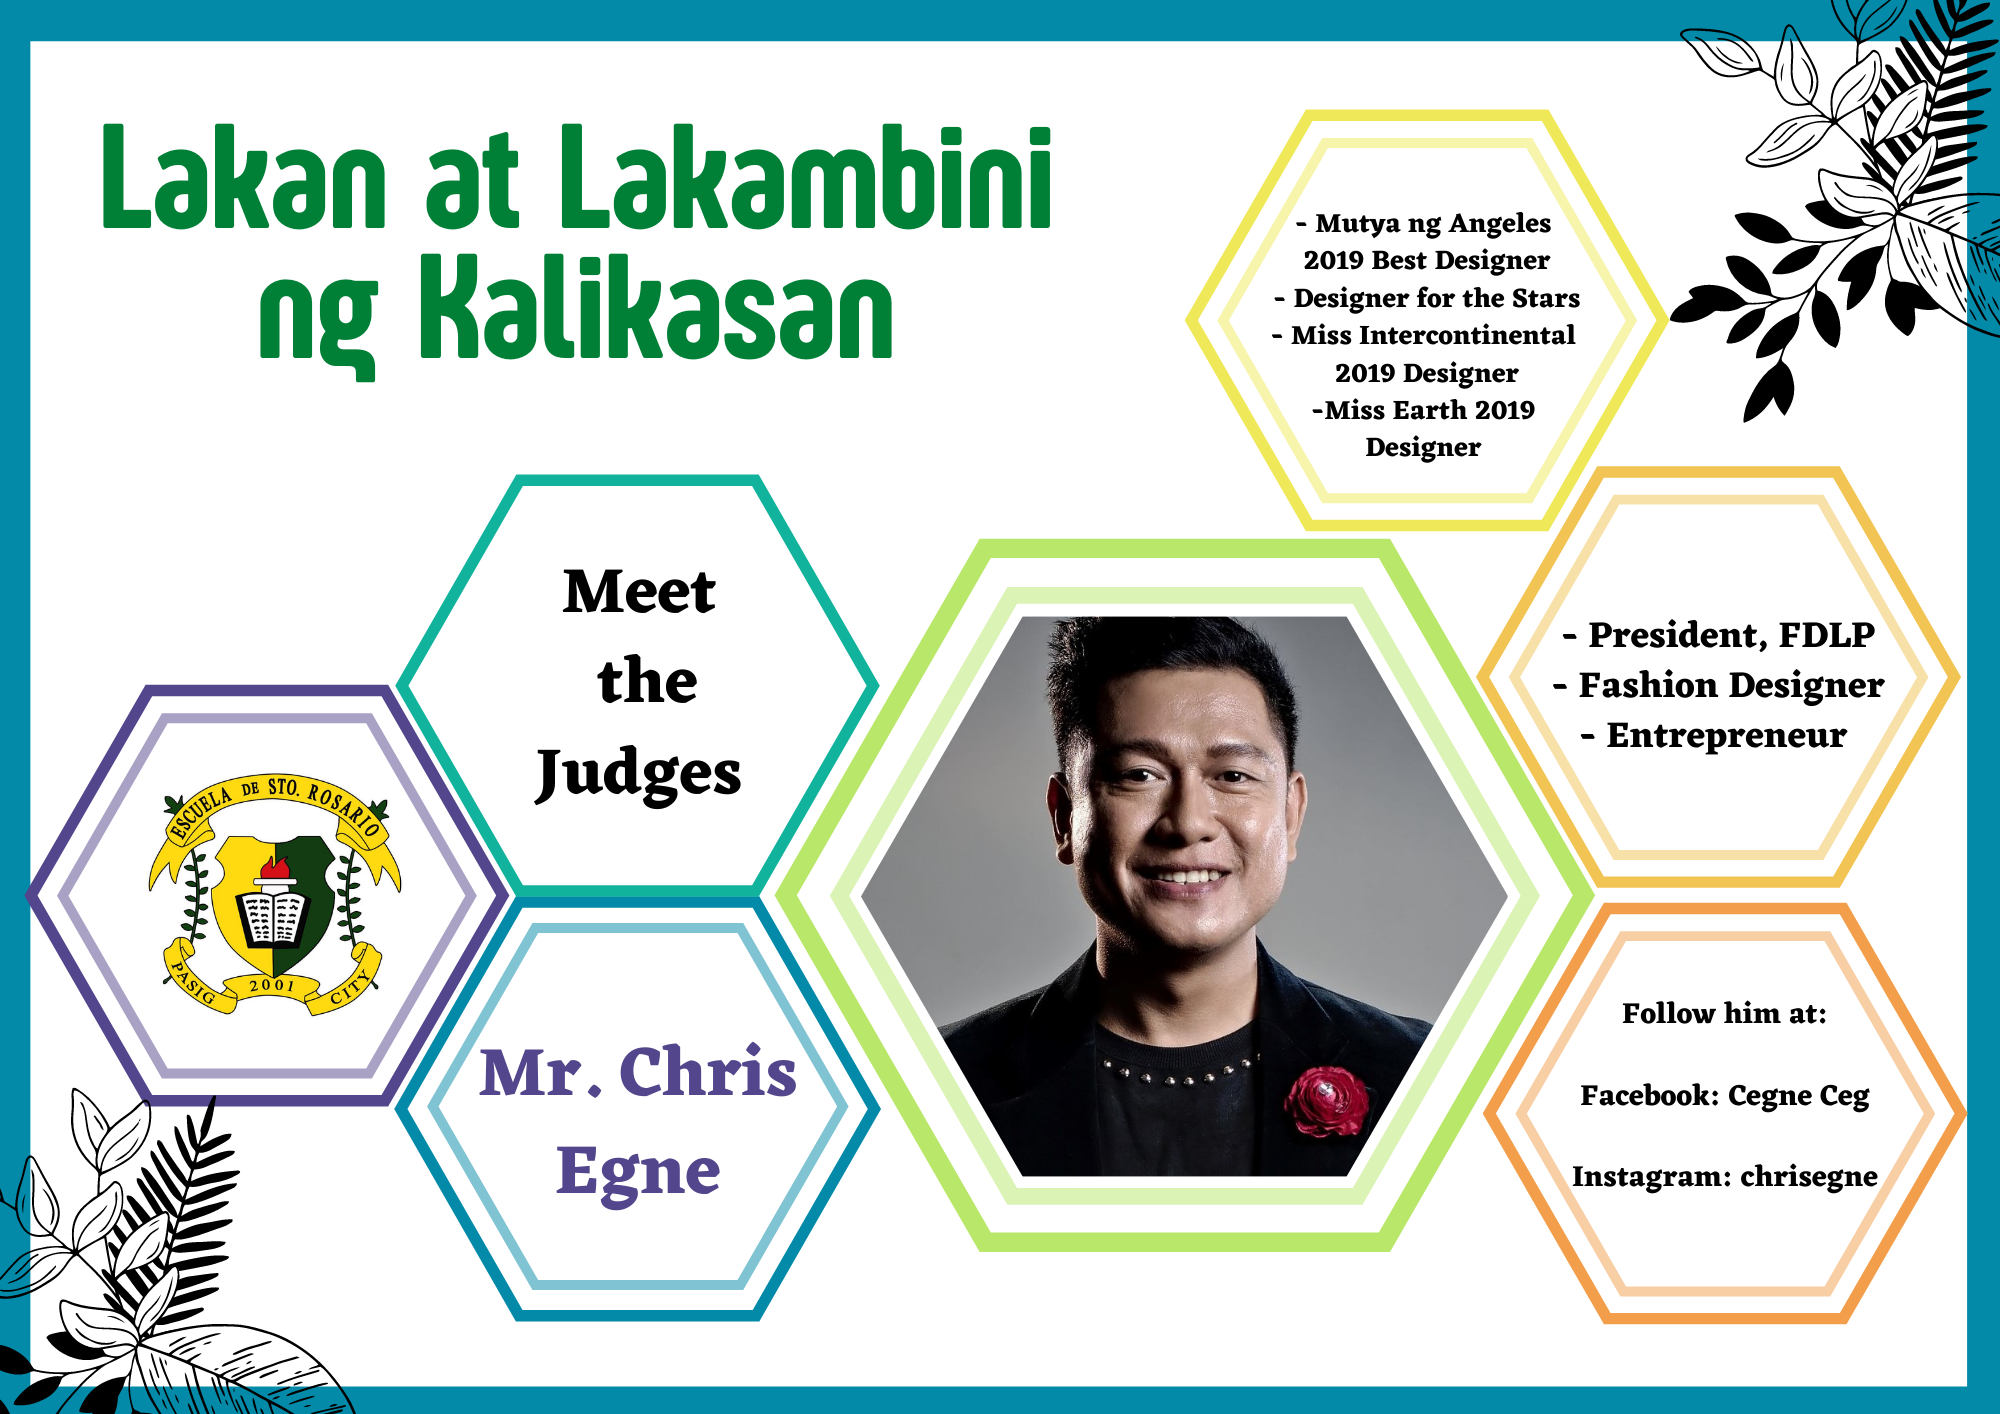 Lakan at Lakambini
ng Kalikasan
- Mutya ng Angeles
2019 Best Designer
- Designer for the Stars
- Miss Intercontinental
2019 Designer
-Miss Earth 2019
Designer
Meet
the
Judges
- President, FDLP
- Fashion Designer
- Entrepreneur
ESCUELA DE STO. ROSARIO
PASIG
2001
CITY
Mr. Chris
Egne
Follow him at:
Facebook: Cegne Ceg
Instagram: chrisegne